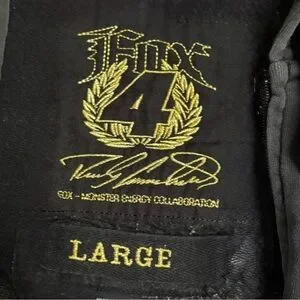 Fox
4
FOX - MONSTER ENERGY COLLABORATION
LARGE